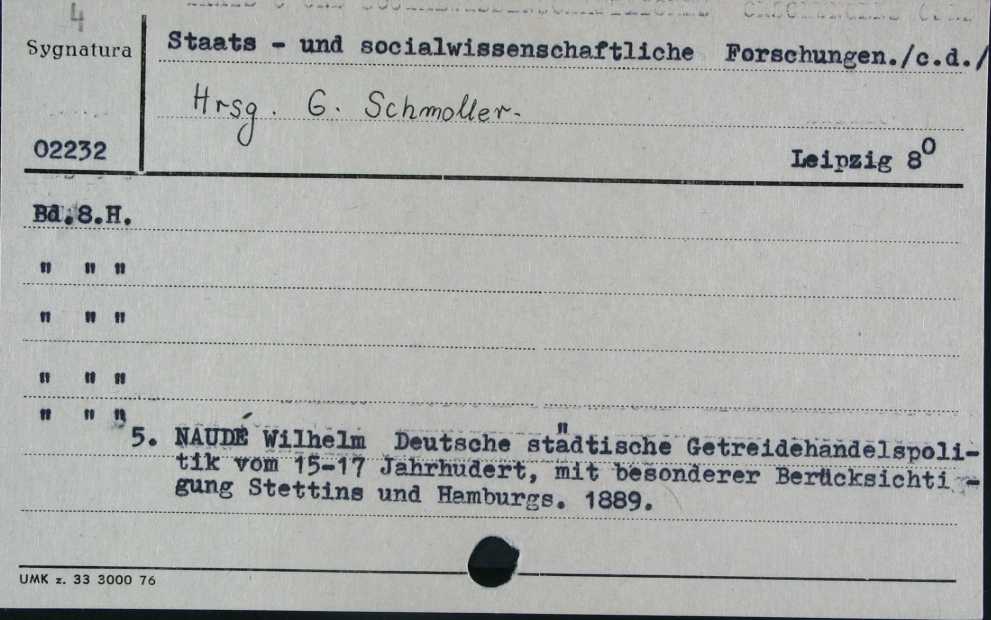 4
Sygnatura
Staats - und socialwissenschaftliche Forschungen./c.d./
Hrsg. G. Schmoller.
02232
Leipzig 8⁰
Bd.8.H.
" " "
" " "
" " "
" " "
5. NAUDÉ Wilhelm Deutsche städtische Getreidehandelspoli-
tik vom 15-17 Jahrhudert, mit besonderer Berücksichti-
gung Stettins und Hamburgs. 1889.
UMK z. 33 3000 76